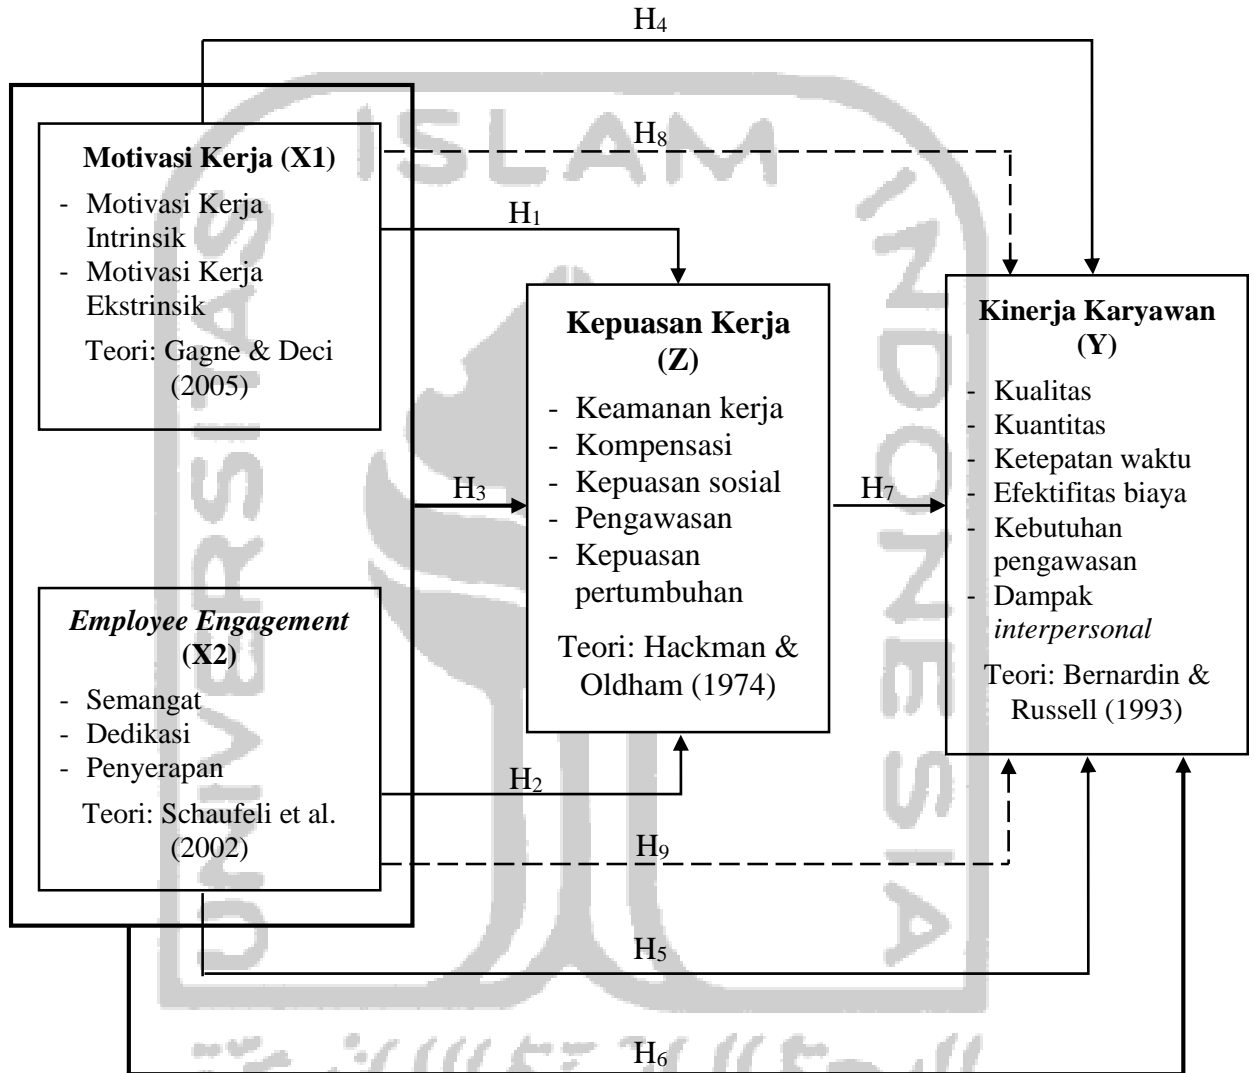 H₄
ISLAM
H₈
Motivasi Kerja (X1)
- Motivasi Kerja
Intrinsik
- Motivasi Kerja
Ekstrinsik
Teori: Gagne & Deci
(2005)
H₁
UNIVERSITAS
INDONESIA
Kepuasan Kerja
(Z)
- Keamanan kerja
- Kompensasi
- Kepuasan sosial
- Pengawasan
- Kepuasan
pertumbuhan
Teori: Hackman &
Oldham (1974)
Kinerja Karyawan
(Y)
- Kualitas
- Kuantitas
- Ketepatan waktu
- Efektifitas biaya
- Kebutuhan
pengawasan
- Dampak
interpersonal
Teori: Bernardin &
Russell (1993)
H₃
H₇
Employee Engagement
(X2)
- Semangat
- Dedikasi
- Penyerapan
Teori: Schaufeli et al.
(2002)
H₂
H₉
H₅
H₆